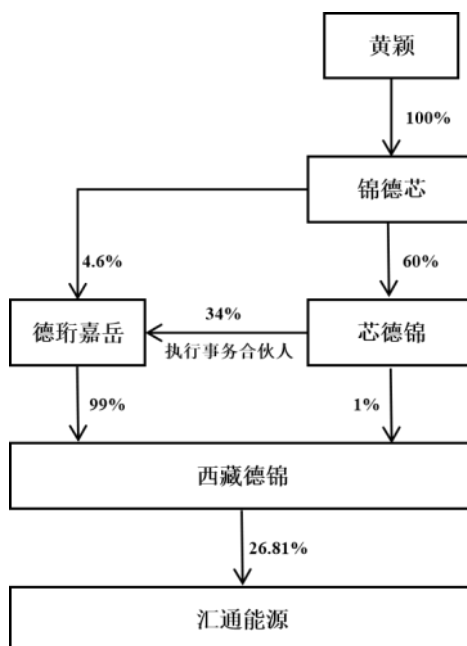 黄颖
100%
锦德芯
4.6%
60%
34%
德珩嘉岳
执行事务合伙人
芯德锦
99%
1%
西藏德锦
26.81%
汇通能源